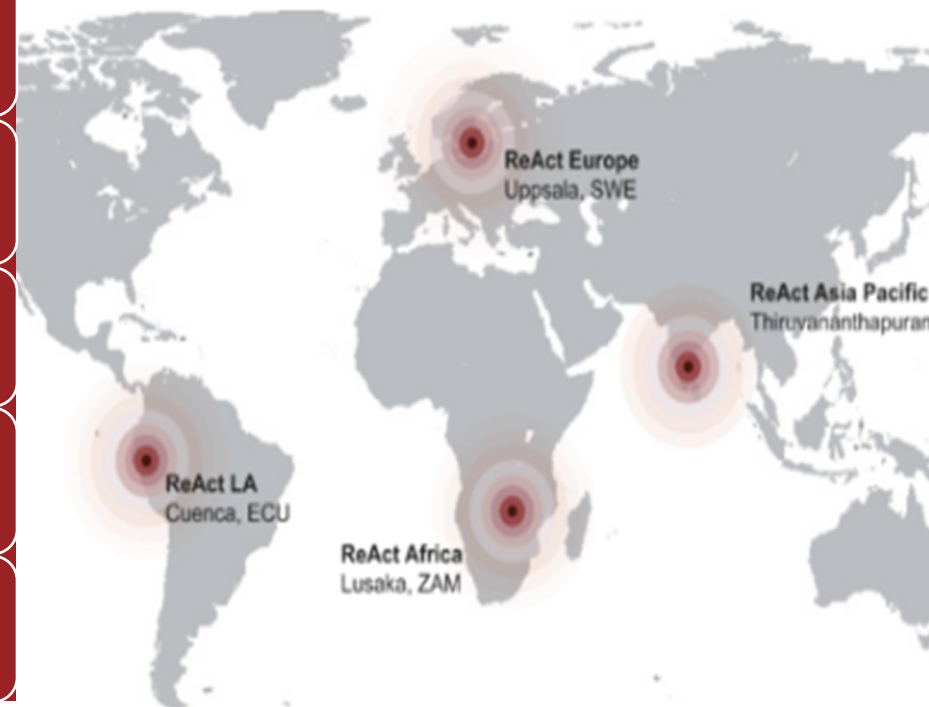 ReAct Europe
Uppsala, SWE
ReAct Asia Pacific
ReAct LA
Cuenca, ECU
ReAct Africa
Lusaka, ZAM